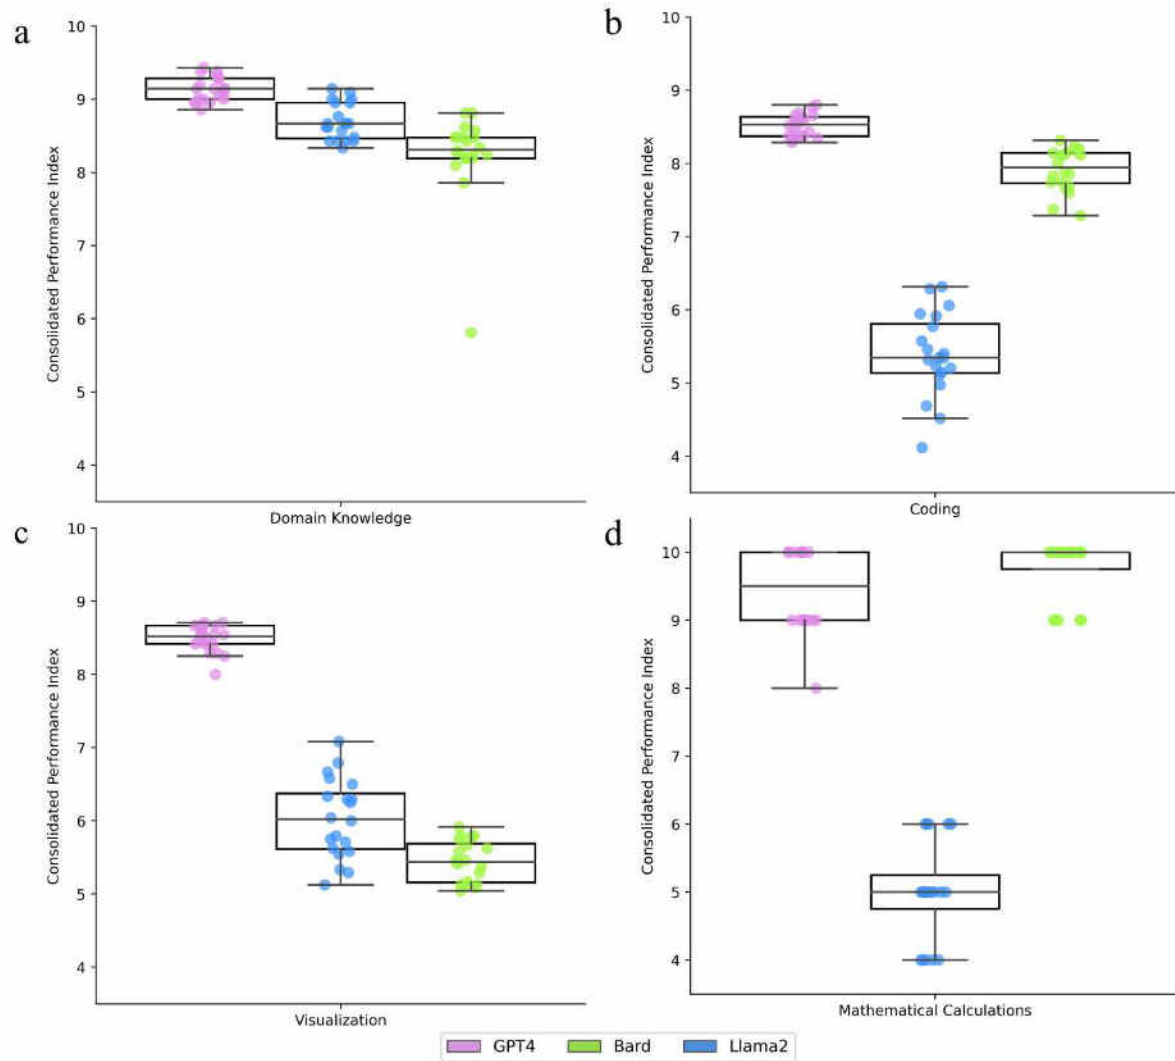 a
10
9
8
7
6
5
4
Consolidated Performance Index
Domain Knowledge
b
10
9
8
7
6
5
4
Consolidated Performance Index
Coding
c
10
9
8
7
6
5
4
Consolidated Performance Index
Visualization
d
10
9
8
7
6
5
4
Consolidated Performance Index
Mathematical Calculations
GPT4 Bard Llama2